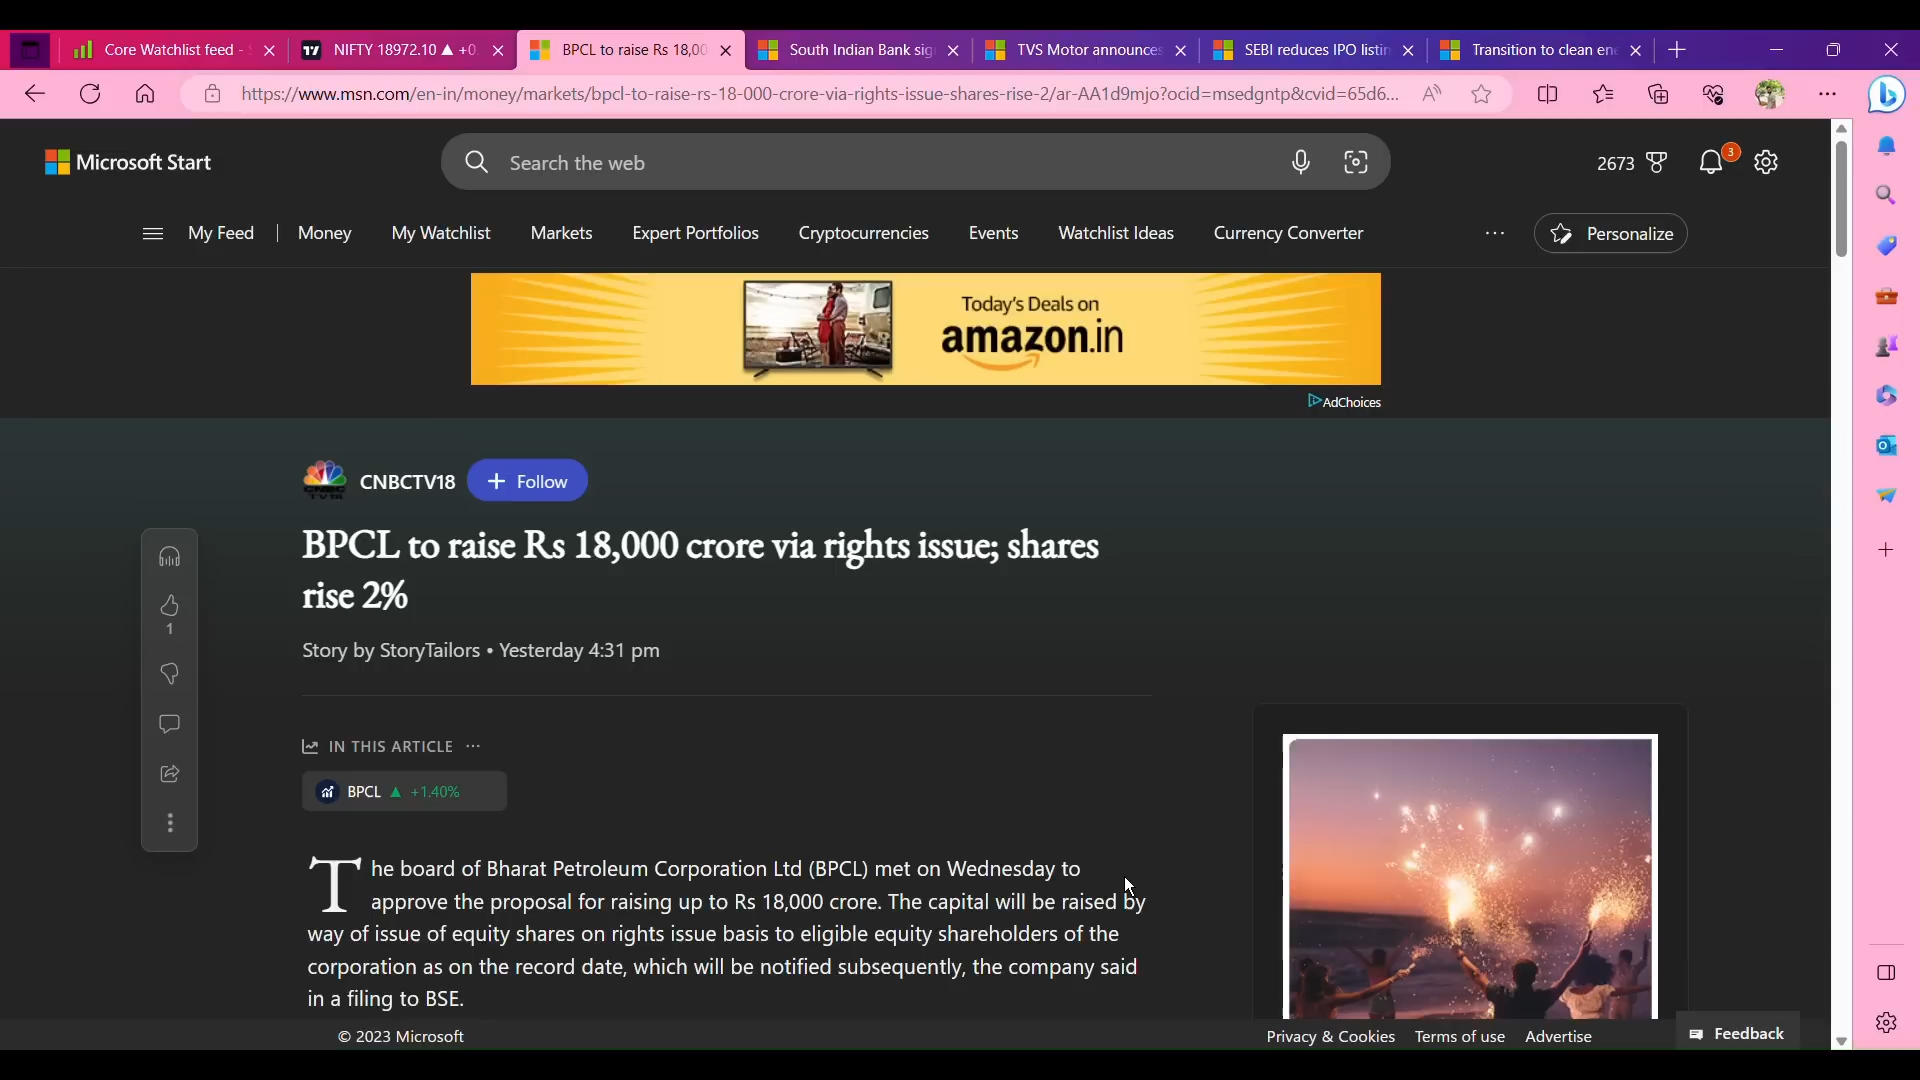 Core Watchlist feed -
NIFTY 18972.10 ▲ +0.
BPCL to raise Rs 18,00
South Indian Bank sig
TVS Motor announces
SEBI reduces IPO listin
Transition to clean ene
https://www.msn.com/en-in/money/markets/bpcl-to-raise-rs-18-000-crore-via-rights-issue-shares-rise-2/ar-AA1d9mjo?ocid=msedgntp&cvid=65d6...
Microsoft Start
Search the web
2673
3
My Feed
Money
My Watchlist
Markets
Expert Portfolios
Cryptocurrencies
Events
Watchlist Ideas
Currency Converter
Personalize
Today's Deals on
amazon.in
AdChoices
CNBCTV18
+ Follow
BPCL to raise Rs 18,000 crore via rights issue; shares
rise 2%
1
Story by StoryTailors • Yesterday 4:31 pm
IN THIS ARTICLE ...
BPCL ▲ +1.40%
The board of Bharat Petroleum Corporation Ltd (BPCL) met on Wednesday to
approve the proposal for raising up to Rs 18,000 crore. The capital will be raised by
way of issue of equity shares on rights issue basis to eligible equity shareholders of the
corporation as on the record date, which will be notified subsequently, the company said
in a filing to BSE.
© 2023 Microsoft
Privacy & Cookies
Terms of use
Advertise
Feedback